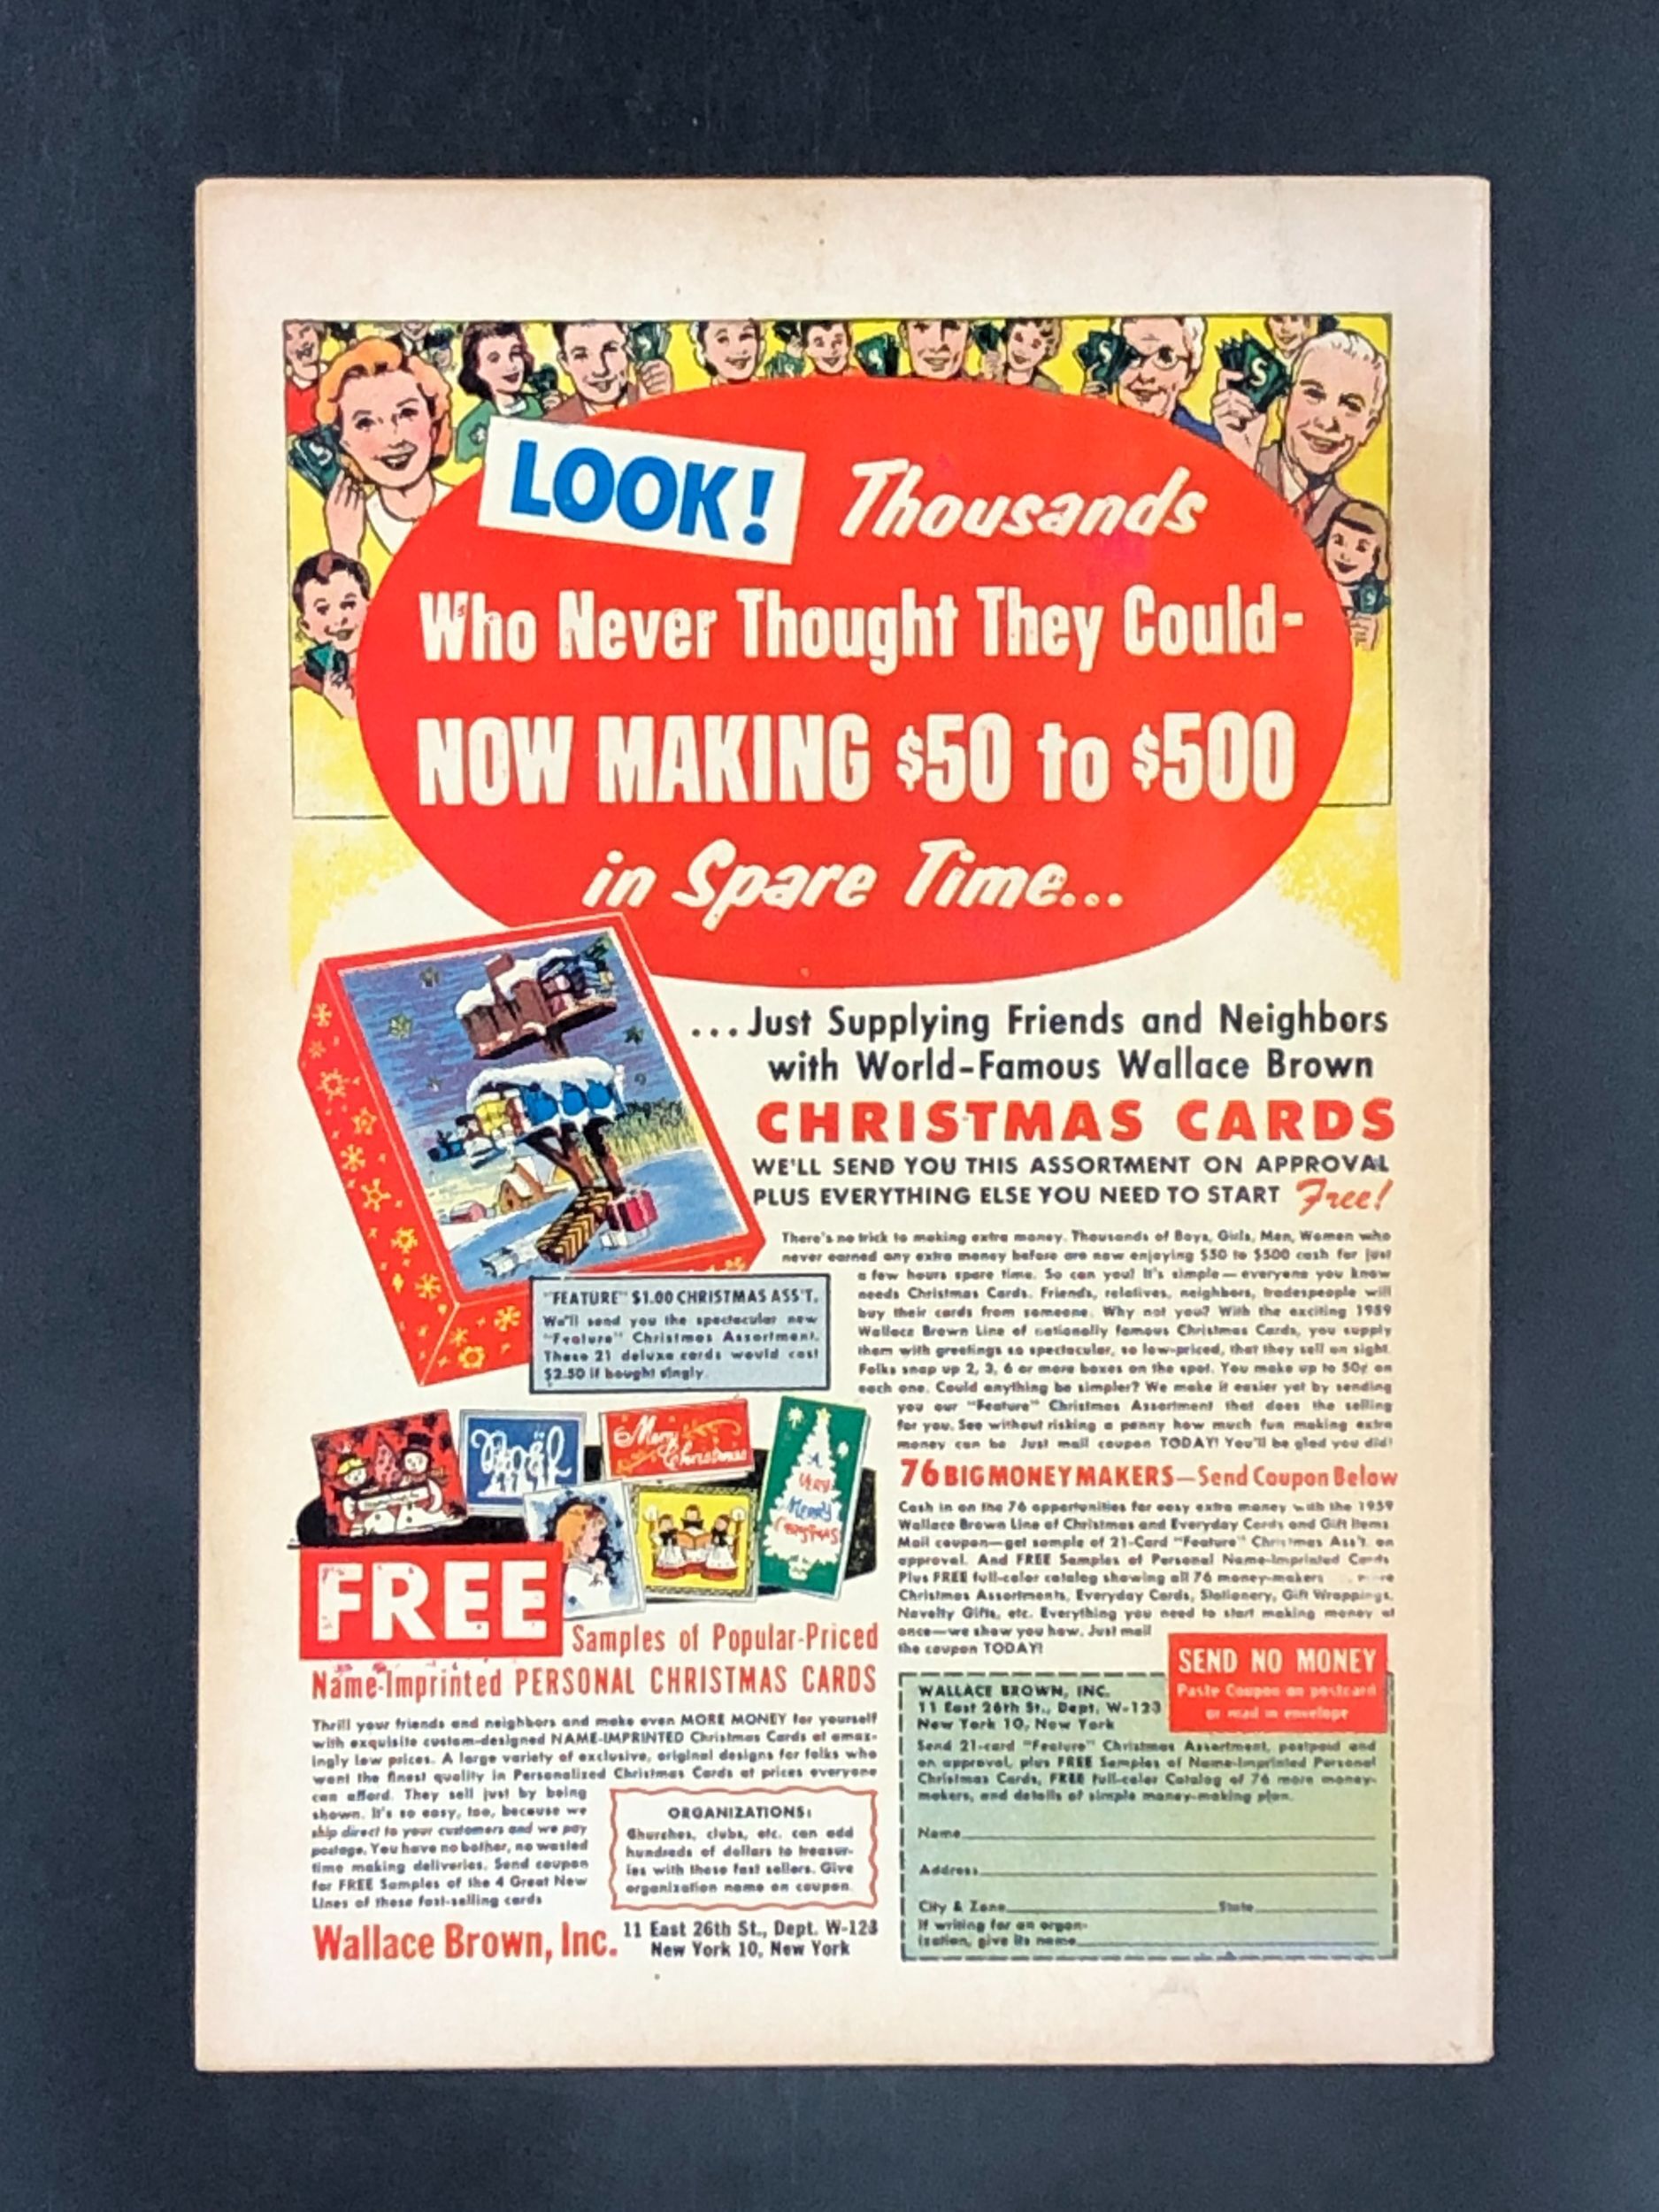 LOOK! Thousands
Who Never Thought They Could-
NOW MAKING $50 to $500
in Spare Time...
...Just Supplying Friends and Neighbors
with World-Famous Wallace Brown
CHRISTMAS CARDS
WE'LL SEND YOU THIS ASSORTMENT ON APPROVAL
PLUS EVERYTHING ELSE YOU NEED TO START Free!
There's no trick to making extra money. Thousands of Boys, Girls, Men, Women who
never earned any extra money before are now enjoying $50 to $500 cash for just
a few hours spare time. So can you! It's simple—everyone you know
needs Christmas Cards. Friends, relatives, neighbors, tradespeople will
buy their cards from someone. Why not you? With the exciting 1959
Wallace Brown Line of nationally famous Christmas Cards, you supply
them with greetings so spectacular, so low-priced, that they sell on sight.
Folks snap up 2, 3, 6 or more boxes on the spot. You make up to 50¢ on
each one. Could anything be simpler? We make it easier yet by sending
you our "Feature" Christmas Assortment that does the selling
for you. See without risking a penny how much fun making extra
money can be Just mail coupon TODAY! You'll be glad you did!
"FEATURE" $1.00 CHRISTMAS ASS'T.
We'll send you the spectacular new
"Feature" Christmas Assortment.
These 21 deluxe cards would cost
$2.50 if bought singly.
Noël
Merry
Christmas
A
Very
Merry
Christmas
76 BIG MONEY MAKERS—Send Coupon Below
Cash in on the 76 opportunities for easy extra money with the 1959
Wallace Brown Line of Christmas and Everyday Cards and Gift Items
Mail coupon—get sample of 21-Card "Feature" Christmas Ass't. on
approval. And FREE Samples of Personal Name-Imprinted Cards
Plus FREE full-color catalog showing all 76 money-makers . . . more
Christmas Assortments, Everyday Cards, Stationery, Gift Wrappings,
Novelty Gifts, etc. Everything you need to start making money at
once—we show you how. Just mail
the coupon TODAY!
FREE Samples of Popular-Priced
Name-Imprinted PERSONAL CHRISTMAS CARDS
Thrill your friends and neighbors and make even MORE MONEY for yourself
with exquisite custom-designed NAME-IMPRINTED Christmas Cards at amaz-
ingly low prices. A large variety of exclusive, original designs for folks who
want the finest quality in Personalized Christmas Cards at prices everyone
can afford. They sell just by being
shown. It's so easy, too, because we
ship direct to your customers and we pay
postage. You have no bother, no wasted
time making deliveries. Send coupon
for FREE Samples of the 4 Great New
Lines of these fast-selling cards
ORGANIZATIONS:
Churches, clubs, etc. can add
hundreds of dollars to treasur-
ies with these fast sellers. Give
organization name on coupon.
Wallace Brown, Inc. 11 East 26th St., Dept. W-123
New York 10, New York
SEND NO MONEY
Paste Coupon on postcard
or mail in envelope
WALLACE BROWN, INC.
11 East 26th St., Dept. W-123
New York 10, New York
Send 21-card "Feature" Christmas Assortment, postpaid and
on approval, plus FREE Samples of Name-Imprinted Personal
Christmas Cards, FREE full-color Catalog of 76 more money-
makers, and details of simple money-making plan.
Name
Address
City & Zone State
If writing for an organ-
ization, give its name